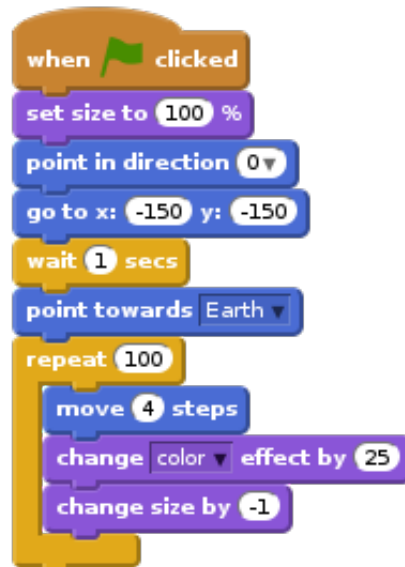 when clicked
set size to 100 %
point in direction 0
go to x: -150 y: -150
wait 1 secs
point towards Earth
repeat 100
move 4 steps
change color effect by 25
change size by -1